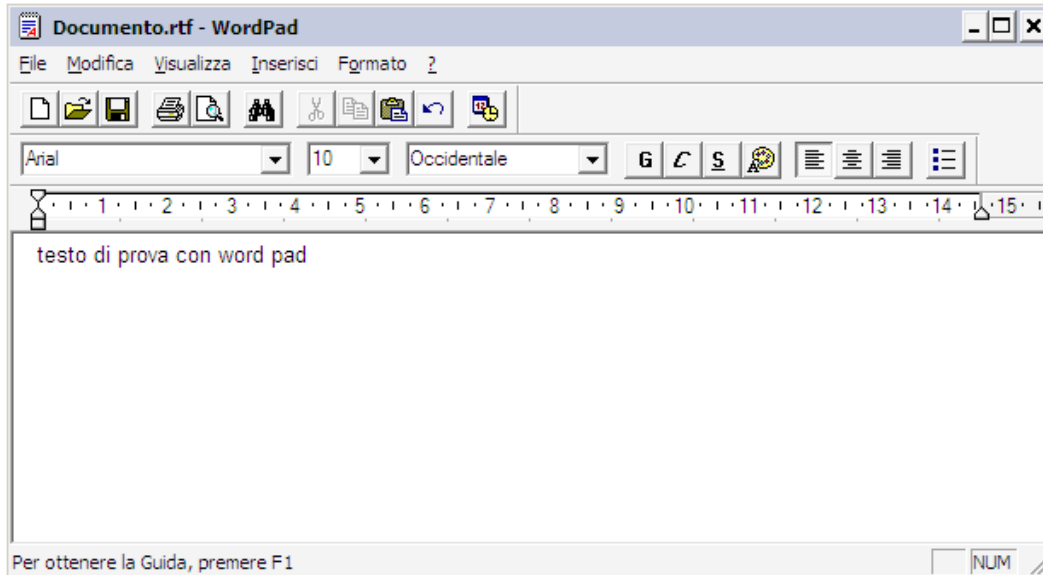 Documento.rtf - WordPad
File Modifica Visualizza Inserisci Formato ?
Arial 10 Occidentale G C S
1 2 3 4 5 6 7 8 9 10 11 12 13 14 15
testo di prova con word pad
Per ottenere la Guida, premere F1 NUM